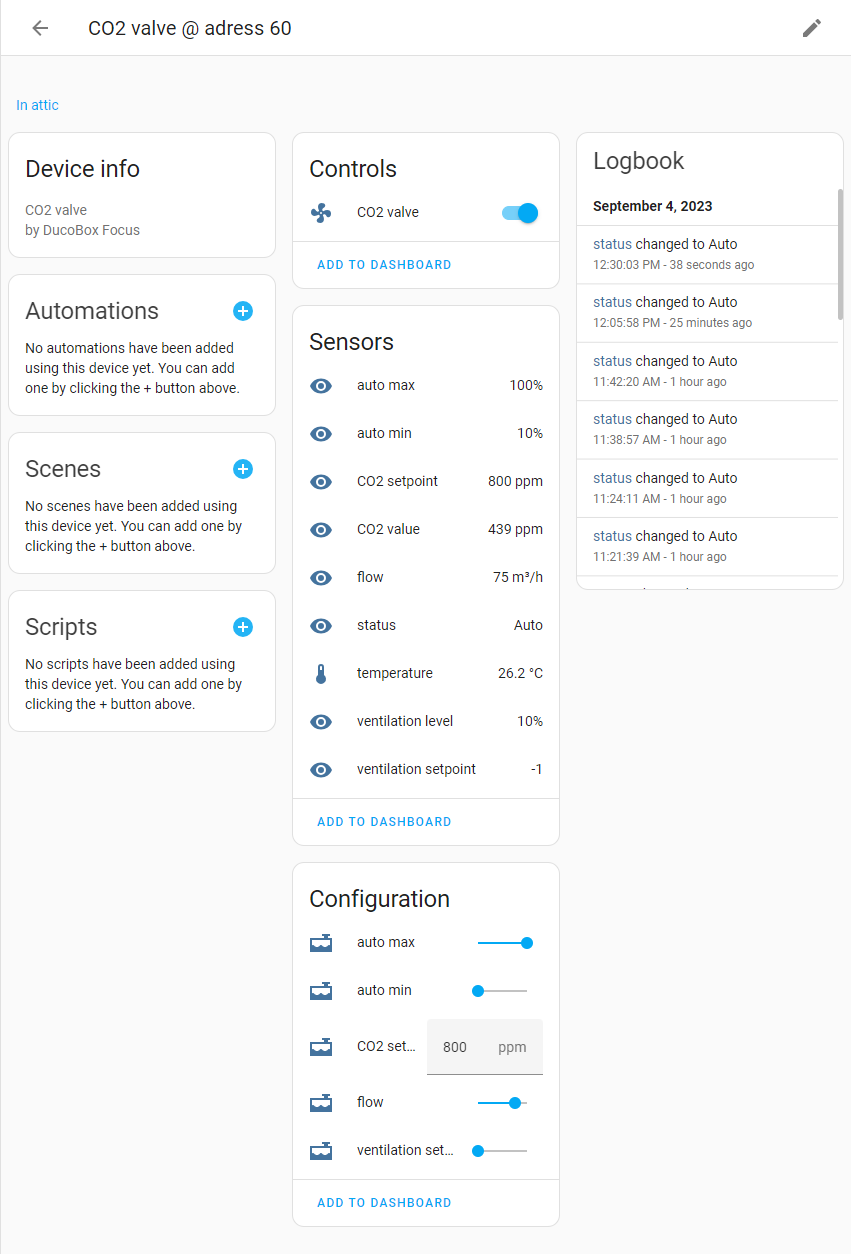 CO2 valve @ adress 60
In attic
Device info
CO2 valve
by DucoBox Focus
Automations
No automations have been added
using this device yet. You can add
one by clicking the + button above.
Scenes
No scenes have been added using
this device yet. You can add one by
clicking the + button above.
Scripts
No scripts have been added using
this device yet. You can add one by
clicking the + button above.
Controls
CO2 valve
ADD TO DASHBOARD
Sensors
auto max 100%
auto min 10%
CO2 setpoint 800 ppm
CO2 value 439 ppm
flow 75 m³/h
status Auto
temperature 26.2 °C
ventilation level 10%
ventilation setpoint -1
ADD TO DASHBOARD
Configuration
auto max
auto min
CO2 set… 800 ppm
flow
ventilation set…
ADD TO DASHBOARD
Logbook
September 4, 2023
status changed to Auto
12:30:03 PM - 38 seconds ago
status changed to Auto
12:05:58 PM - 25 minutes ago
status changed to Auto
11:42:20 AM - 1 hour ago
status changed to Auto
11:38:57 AM - 1 hour ago
status changed to Auto
11:24:11 AM - 1 hour ago
status changed to Auto
11:21:39 AM - 1 hour ago